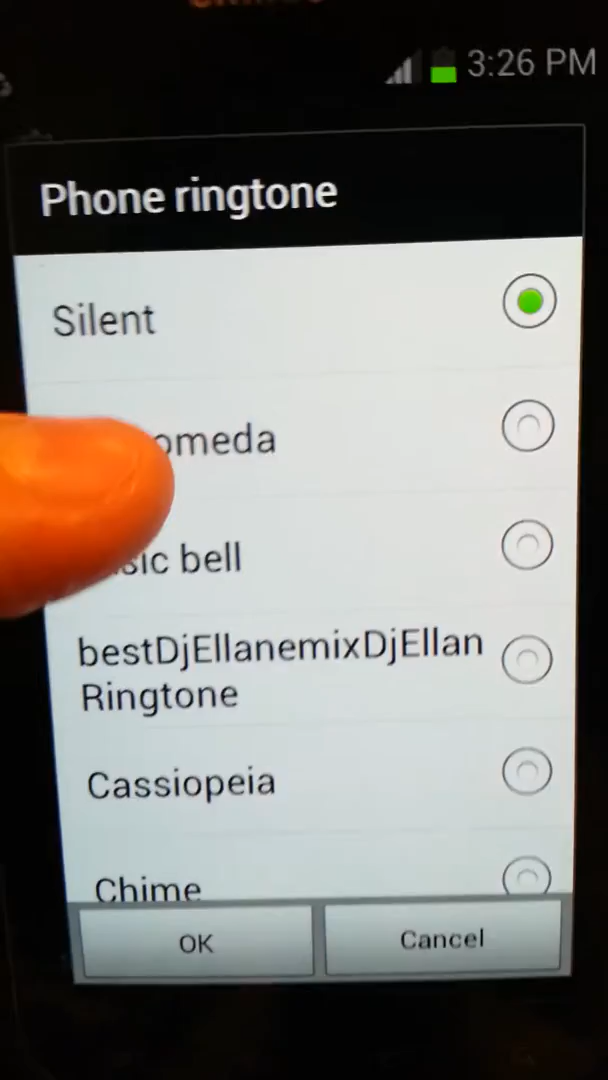 3:26 PM
Phone ringtone
Silent
omeda
sic bell
bestDjEllanemixDjEllan
Ringtone
Cassiopeia
Chime
OK
Cancel